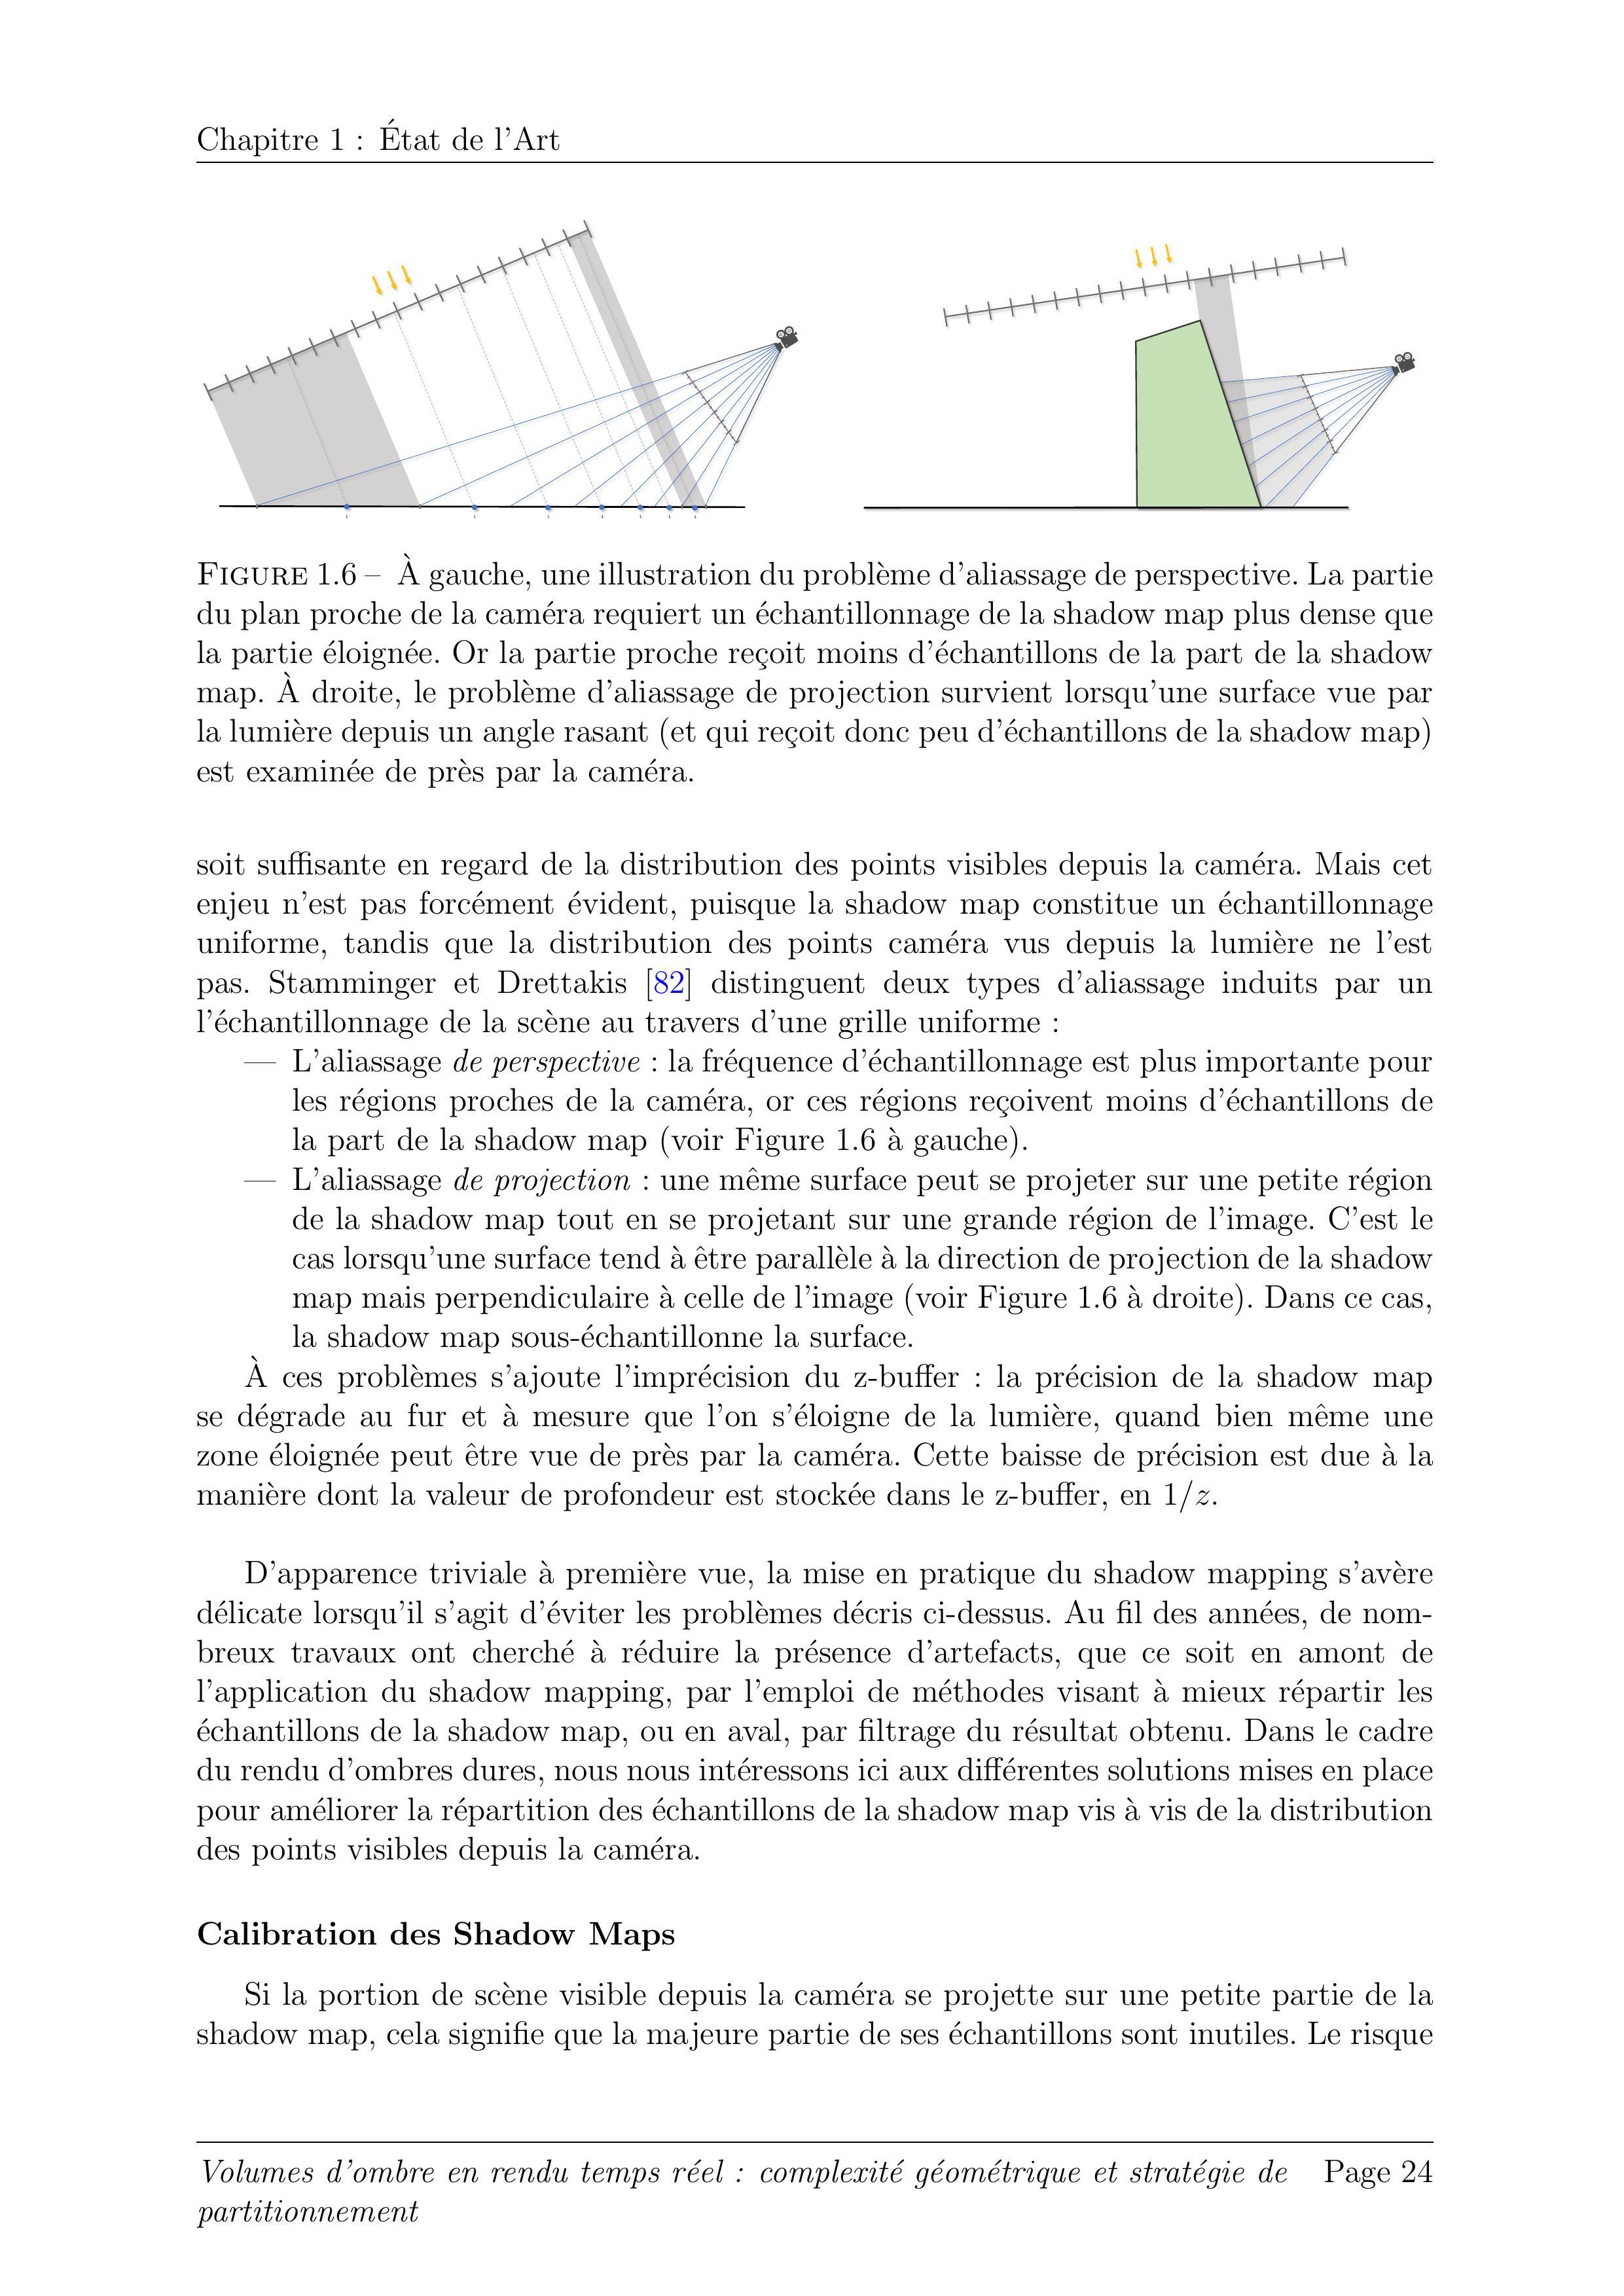 Chapitre 1 : État de l'Art
FIGURE 1.6 – À gauche, une illustration du problème d'aliassage de perspective. La partie
du plan proche de la caméra requiert un échantillonnage de la shadow map plus dense que
la partie éloignée. Or la partie proche reçoit moins d'échantillons de la part de la shadow
map. À droite, le problème d'aliassage de projection survient lorsqu'une surface vue par
la lumière depuis un angle rasant (et qui reçoit donc peu d'échantillons de la shadow map)
est examinée de près par la caméra.
soit suffisante en regard de la distribution des points visibles depuis la caméra. Mais cet
enjeu n'est pas forcément évident, puisque la shadow map constitue un échantillonnage
uniforme, tandis que la distribution des points caméra vus depuis la lumière ne l'est
pas. Stamminger et Drettakis [82] distinguent deux types d'aliassage induits par un
l'échantillonnage de la scène au travers d'une grille uniforme :
— L'aliassage de perspective : la fréquence d'échantillonnage est plus importante pour
les régions proches de la caméra, or ces régions reçoivent moins d'échantillons de
la part de la shadow map (voir Figure 1.6 à gauche).
— L'aliassage de projection : une même surface peut se projeter sur une petite région
de la shadow map tout en se projetant sur une grande région de l'image. C'est le
cas lorsqu'une surface tend à être parallèle à la direction de projection de la shadow
map mais perpendiculaire à celle de l'image (voir Figure 1.6 à droite). Dans ce cas,
la shadow map sous-échantillonne la surface.
À ces problèmes s'ajoute l'imprécision du z-buffer : la précision de la shadow map
se dégrade au fur et à mesure que l'on s'éloigne de la lumière, quand bien même une
zone éloignée peut être vue de près par la caméra. Cette baisse de précision est due à la
manière dont la valeur de profondeur est stockée dans le z-buffer, en 1/z.
D'apparence triviale à première vue, la mise en pratique du shadow mapping s'avère
délicate lorsqu'il s'agit d'éviter les problèmes décris ci-dessus. Au fil des années, de nom-
breux travaux ont cherché à réduire la présence d'artefacts, que ce soit en amont de
l'application du shadow mapping, par l'emploi de méthodes visant à mieux répartir les
échantillons de la shadow map, ou en aval, par filtrage du résultat obtenu. Dans le cadre
du rendu d'ombres dures, nous nous intéressons ici aux différentes solutions mises en place
pour améliorer la répartition des échantillons de la shadow map vis à vis de la distribution
des points visibles depuis la caméra.
Calibration des Shadow Maps
Si la portion de scène visible depuis la caméra se projette sur une petite partie de la
shadow map, cela signifie que la majeure partie de ses échantillons sont inutiles. Le risque
Volumes d'ombre en rendu temps réel : complexité géométrique et stratégie de Page 24
partitionnement